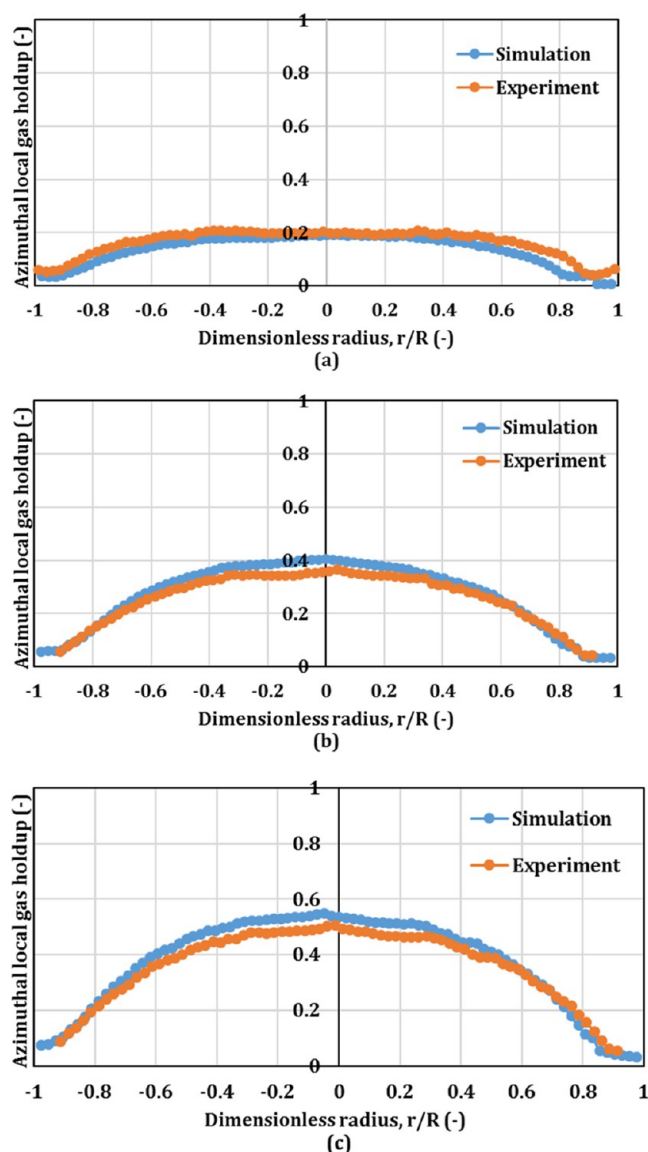 Azimuthal local gas holdup (-)
1
0.8
0.6
0.4
0.2
0
Simulation
Experiment
-1 -0.8 -0.6 -0.4 -0.2 0 0.2 0.4 0.6 0.8 1
Dimensionless radius, r/R (-)
(a)
Azimuthal local gas holdup (-)
1
0.8
0.6
0.4
0.2
0
Simulation
Experiment
-1 -0.8 -0.6 -0.4 -0.2 0 0.2 0.4 0.6 0.8 1
Dimensionless radius, r/R (-)
(b)
Azimuthal local gas holdup (-)
1
0.8
0.6
0.4
0.2
0
Simulation
Experiment
-1 -0.8 -0.6 -0.4 -0.2 0 0.2 0.4 0.6 0.8 1
Dimensionless radius, r/R (-)
(c)